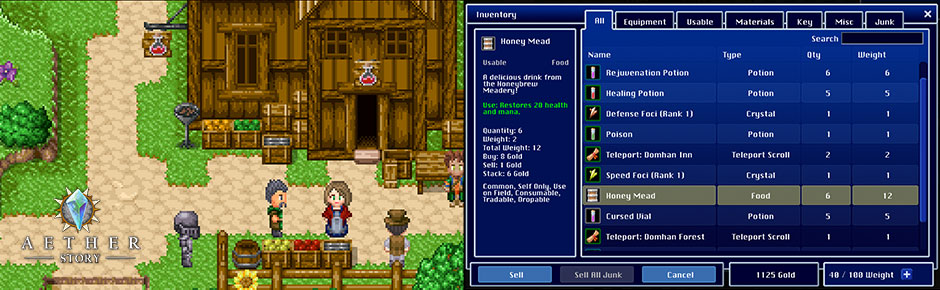 AETHER
STORY
Inventory
All
Equipment
Usable
Materials
Key
Misc
Junk
Search
Honey Mead
Usable Food
A delicious drink from
the Honeybrew
Meadery!
Use: Restores 20 health
and mana.
Quantity: 6
Weight: 2
Total Weight: 12
Buy: 8 Gold
Sell: 1 Gold
Stack: 6 Gold
Common, Self Only, Use
on Field, Consumable,
Tradable, Dropable
Name Type Qty Weight
Rejuvenation Potion Potion 6 6
Healing Potion Potion 5 5
Defense Foci (Rank 1) Crystal 1 1
Poison Potion 1 1
Teleport: Domhan Inn Teleport Scroll 2 2
Speed Foci (Rank 1) Crystal 1 1
Honey Mead Food 6 12
Cursed Vial Potion 5 5
Teleport: Domhan Forest Teleport Scroll 1 1
Sell
Sell All Junk
Cancel
1125 Gold
40 / 100 Weight +